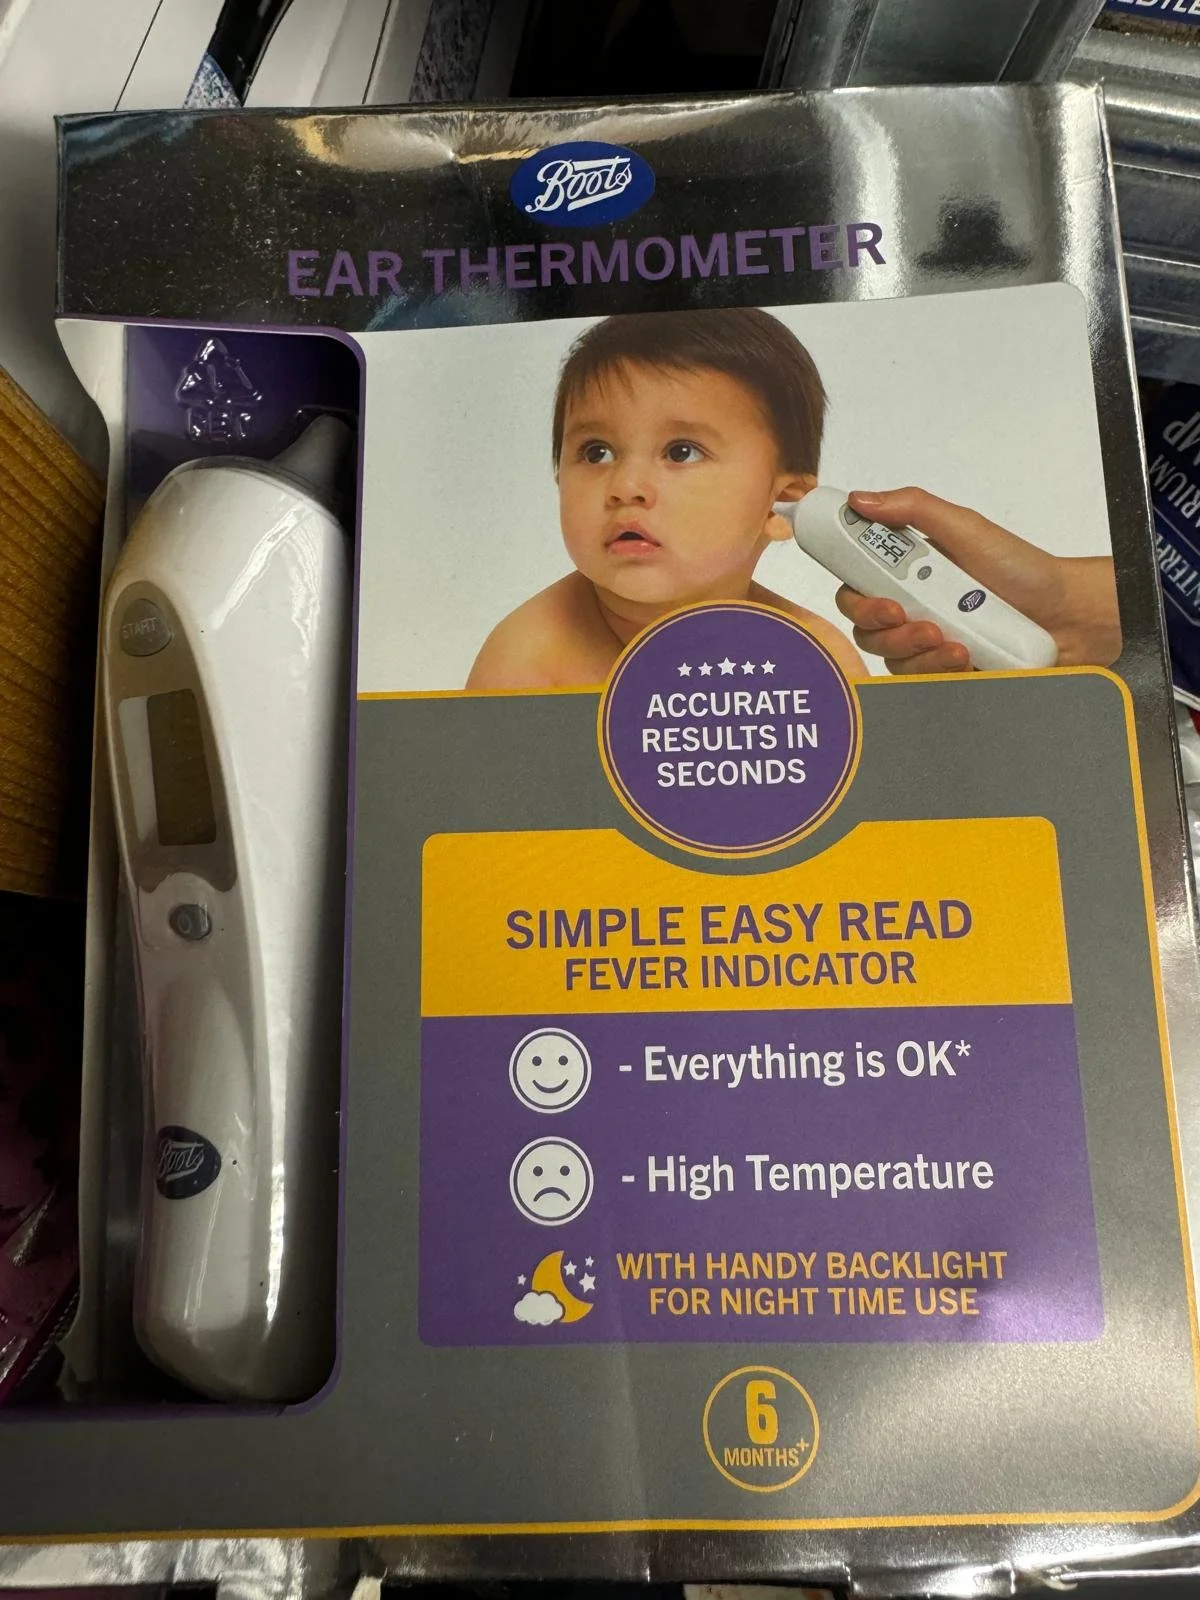 Boots
EAR THERMOMETER
PET
START
Boots
Boots
ACCURATE
RESULTS IN
SECONDS
SIMPLE EASY READ
FEVER INDICATOR
- Everything is OK*
- High Temperature
WITH HANDY BACKLIGHT
FOR NIGHT TIME USE
6
MONTHS+